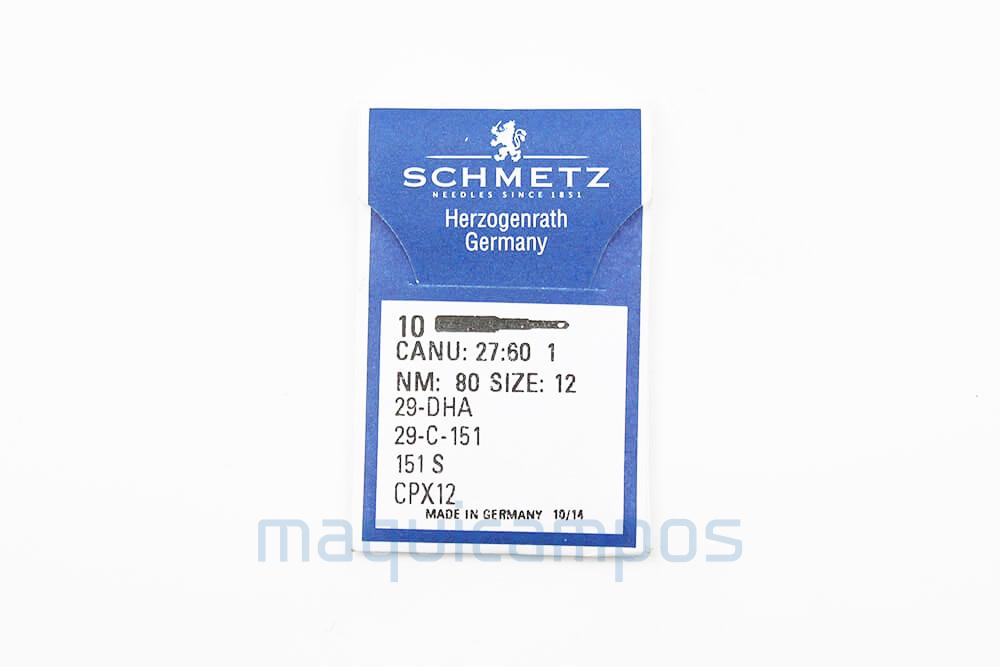 SCHMETZ
NEEDLES SINCE 1851
Herzogenrath
Germany
10
CANU: 27:60 1
NM: 80 SIZE: 12
29-DHA
29-C-151
151 S
CPX12
MADE IN GERMANY 10/14
maquicampos